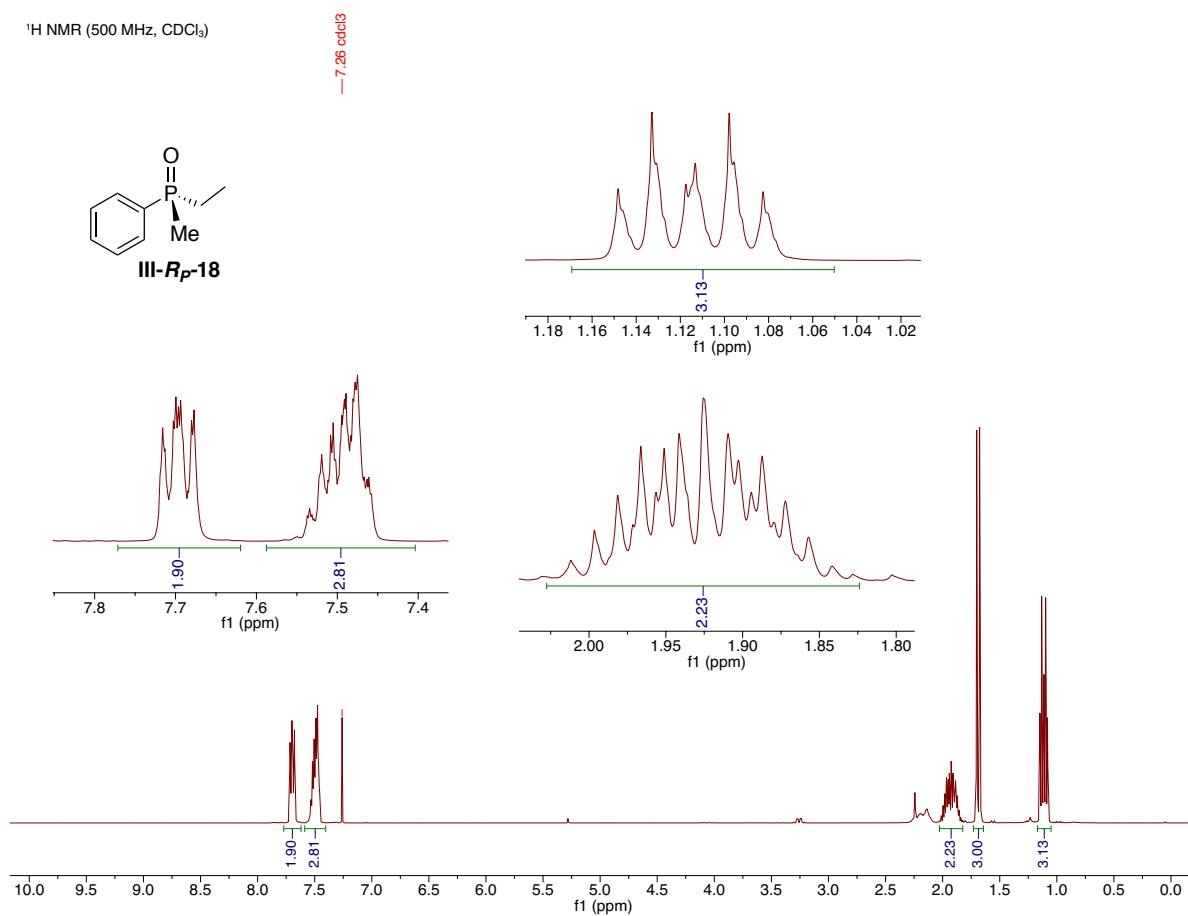 ¹H NMR (500 MHz, CDCl₃)
7.26 cdcl3
O
P
Me
III-R_P-18
3.13
1.18 1.16 1.14 1.12 1.10 1.08 1.06 1.04 1.02
f1 (ppm)
1.90
2.81
7.8 7.7 7.6 7.5 7.4
f1 (ppm)
2.23
2.00 1.95 1.90 1.85 1.80
f1 (ppm)
1.90
2.81
2.23
3.00
3.13
10.0 9.5 9.0 8.5 8.0 7.5 7.0 6.5 6.0 5.5 5.0 4.5 4.0 3.5 3.0 2.5 2.0 1.5 1.0 0.5 0.0
f1 (ppm)